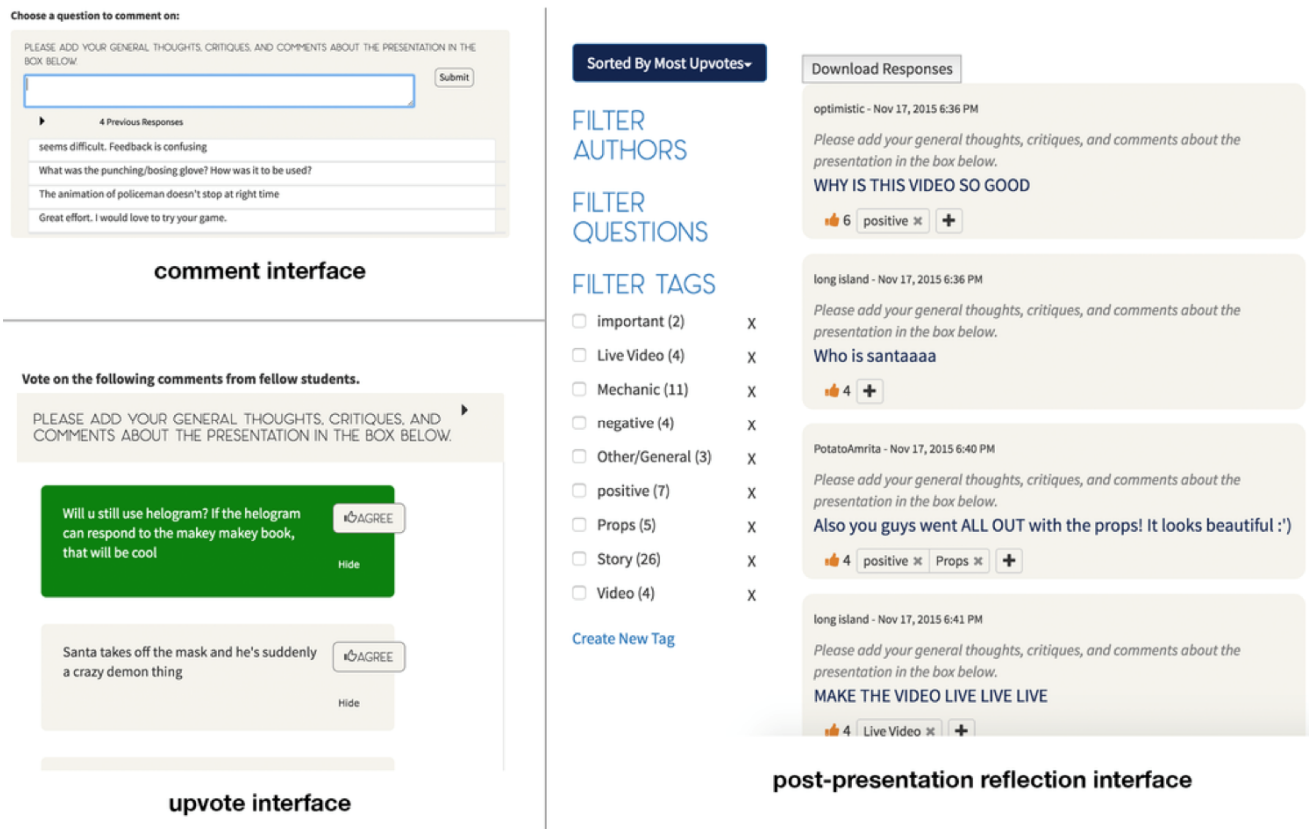 Choose a question to comment on:
PLEASE ADD YOUR GENERAL THOUGHTS, CRITIQUES, AND COMMENTS ABOUT THE PRESENTATION IN THE
BOX BELOW.
Submit
4 Previous Responses
seems difficult. Feedback is confusing
What was the punching/bosing glove? How was it to be used?
The animation of policeman doesn't stop at right time
Great effort. I would love to try your game.
comment interface
Vote on the following comments from fellow students.
PLEASE ADD YOUR GENERAL THOUGHTS, CRITIQUES, AND
COMMENTS ABOUT THE PRESENTATION IN THE BOX BELOW.
Will u still use helogram? If the helogram
can respond to the makey makey book,
that will be cool
AGREE
Hide
Santa takes off the mask and he's suddenly
a crazy demon thing
AGREE
Hide
upvote interface
Sorted By Most Upvotes
FILTER
AUTHORS
FILTER
QUESTIONS
FILTER TAGS
important (2) X
Live Video (4) X
Mechanic (11) X
negative (4) X
Other/General (3) X
positive (7) X
Props (5) X
Story (26) X
Video (4) X
Create New Tag
Download Responses
optimistic - Nov 17, 2015 6:36 PM
Please add your general thoughts, critiques, and comments about the
presentation in the box below.
WHY IS THIS VIDEO SO GOOD
6 positive ×
long island - Nov 17, 2015 6:36 PM
Please add your general thoughts, critiques, and comments about the
presentation in the box below.
Who is santaaaa
4
PotatoAmrita - Nov 17, 2015 6:40 PM
Please add your general thoughts, critiques, and comments about the
presentation in the box below.
Also you guys went ALL OUT with the props! It looks beautiful :')
4 positive × Props ×
long island - Nov 17, 2015 6:41 PM
Please add your general thoughts, critiques, and comments about the
presentation in the box below.
MAKE THE VIDEO LIVE LIVE LIVE
4 Live Video ×
post-presentation reflection interface